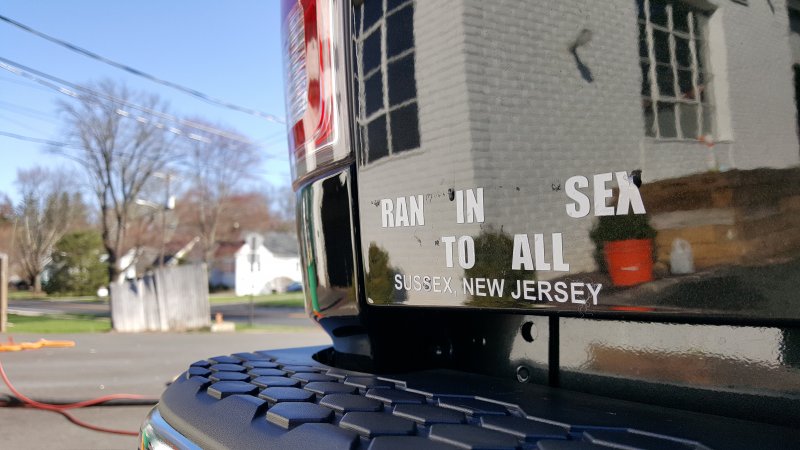 RAN IN SEX
TO ALL
SUSSEX, NEW JERSEY